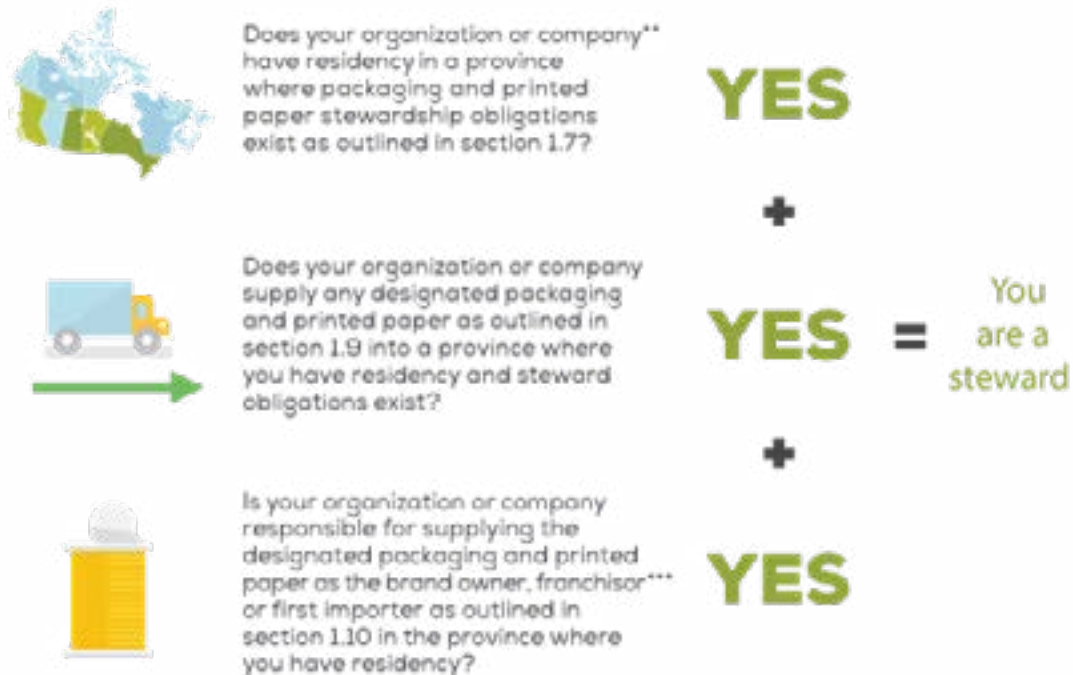 Does your organization or company**
have residency in a province
where packaging and printed
paper stewardship obligations
exist as outlined in section 1.7?
YES
+
Does your organization or company
supply any designated packaging
and printed paper as outlined in
section 1.9 into a province where
you have residency and steward
obligations exist?
YES
=
You
are a
steward
+
Is your organization or company
responsible for supplying the
designated packaging and printed
paper as the brand owner, franchisor***
or first importer as outlined in
section 1.10 in the province where
you have residency?
YES